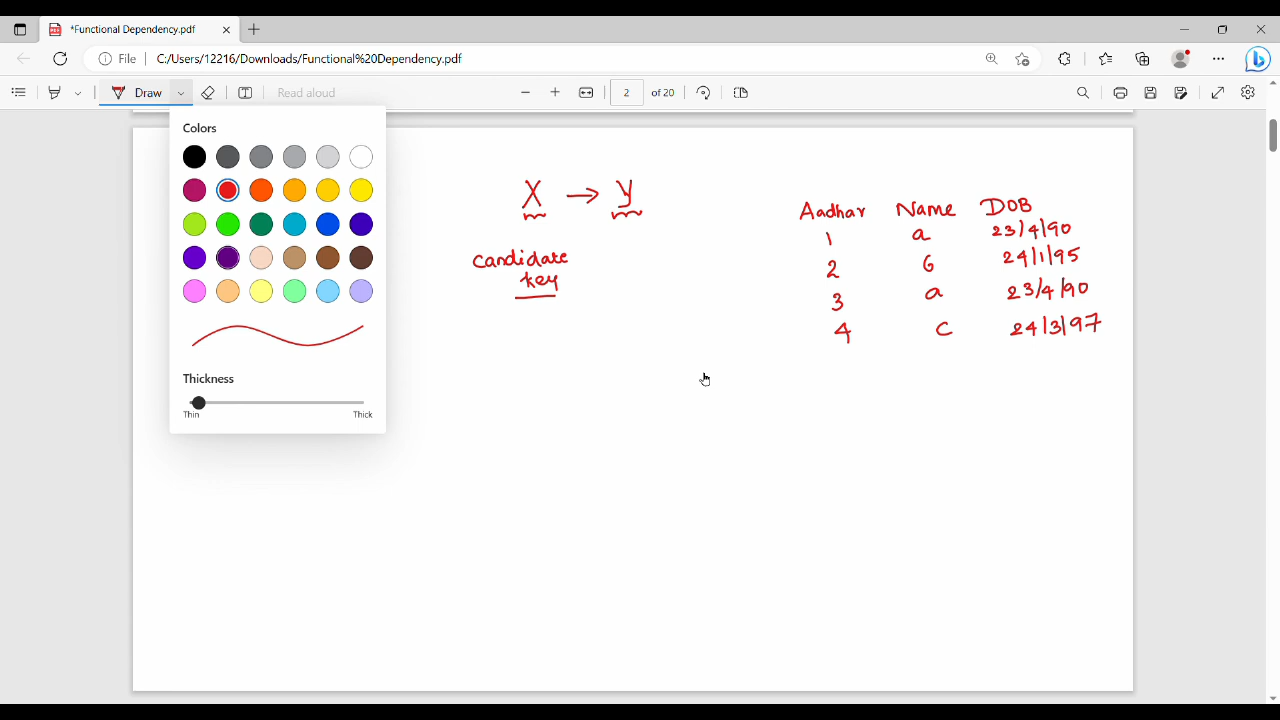 *Functional Dependency.pdf
File C:/Users/12216/Downloads/Functional%20Dependency.pdf
Draw Read aloud 2 of 20
Colors
Thickness
Thin Thick
X → y
Candidate
key
Aadhar Name DOB
1 a 23/4/90
2 6 24/1/95
3 a 23/4/90
4 C 24/3/97